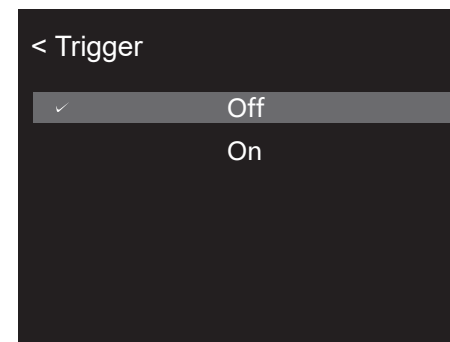 < Trigger
✓ Off
On